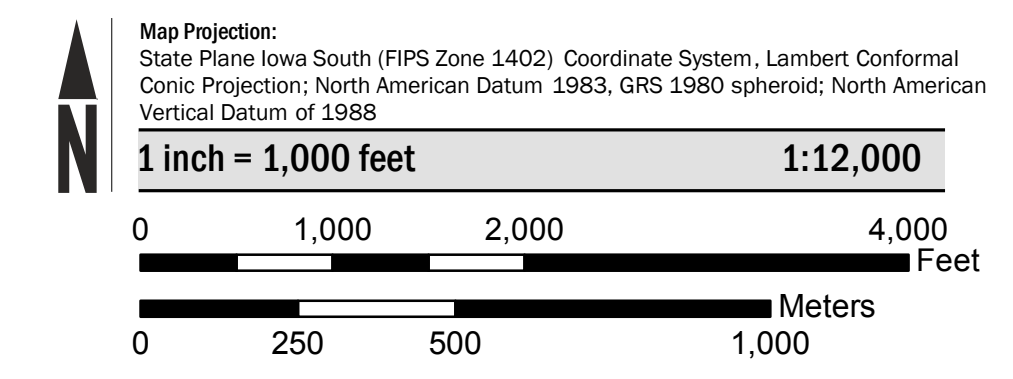 N
Map Projection:
State Plane Iowa South (FIPS Zone 1402) Coordinate System, Lambert Conformal
Conic Projection; North American Datum 1983, GRS 1980 spheroid; North American
Vertical Datum of 1988
1 inch = 1,000 feet 1:12,000
0 1,000 2,000 4,000
Feet
Meters
0 250 500 1,000